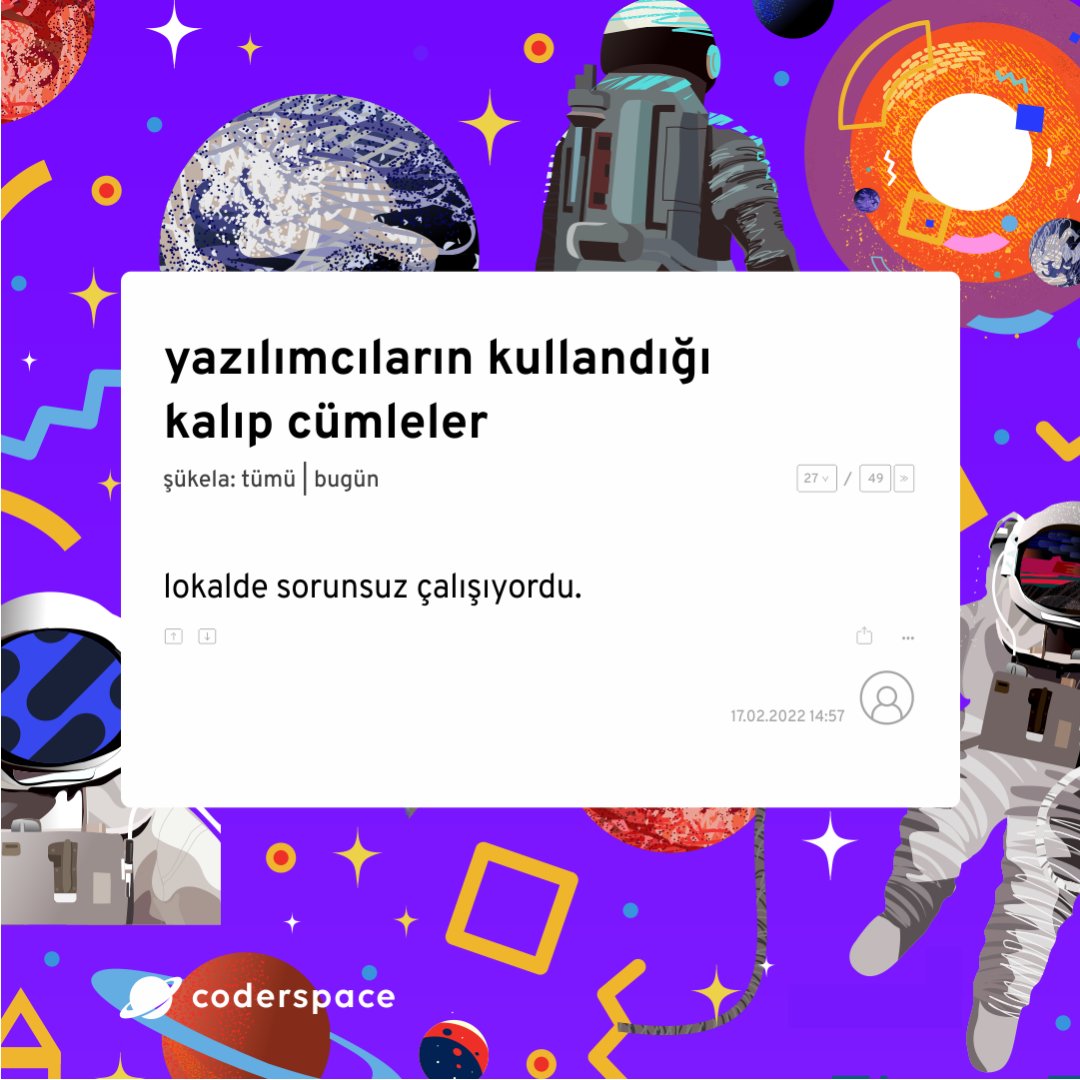 yazılımcıların kullandığı
kalıp cümleler
şükela: tümü | bugün
27 / 49 »
lokalde sorunsuz çalışıyordu.
17.02.2022 14:57
coderspace